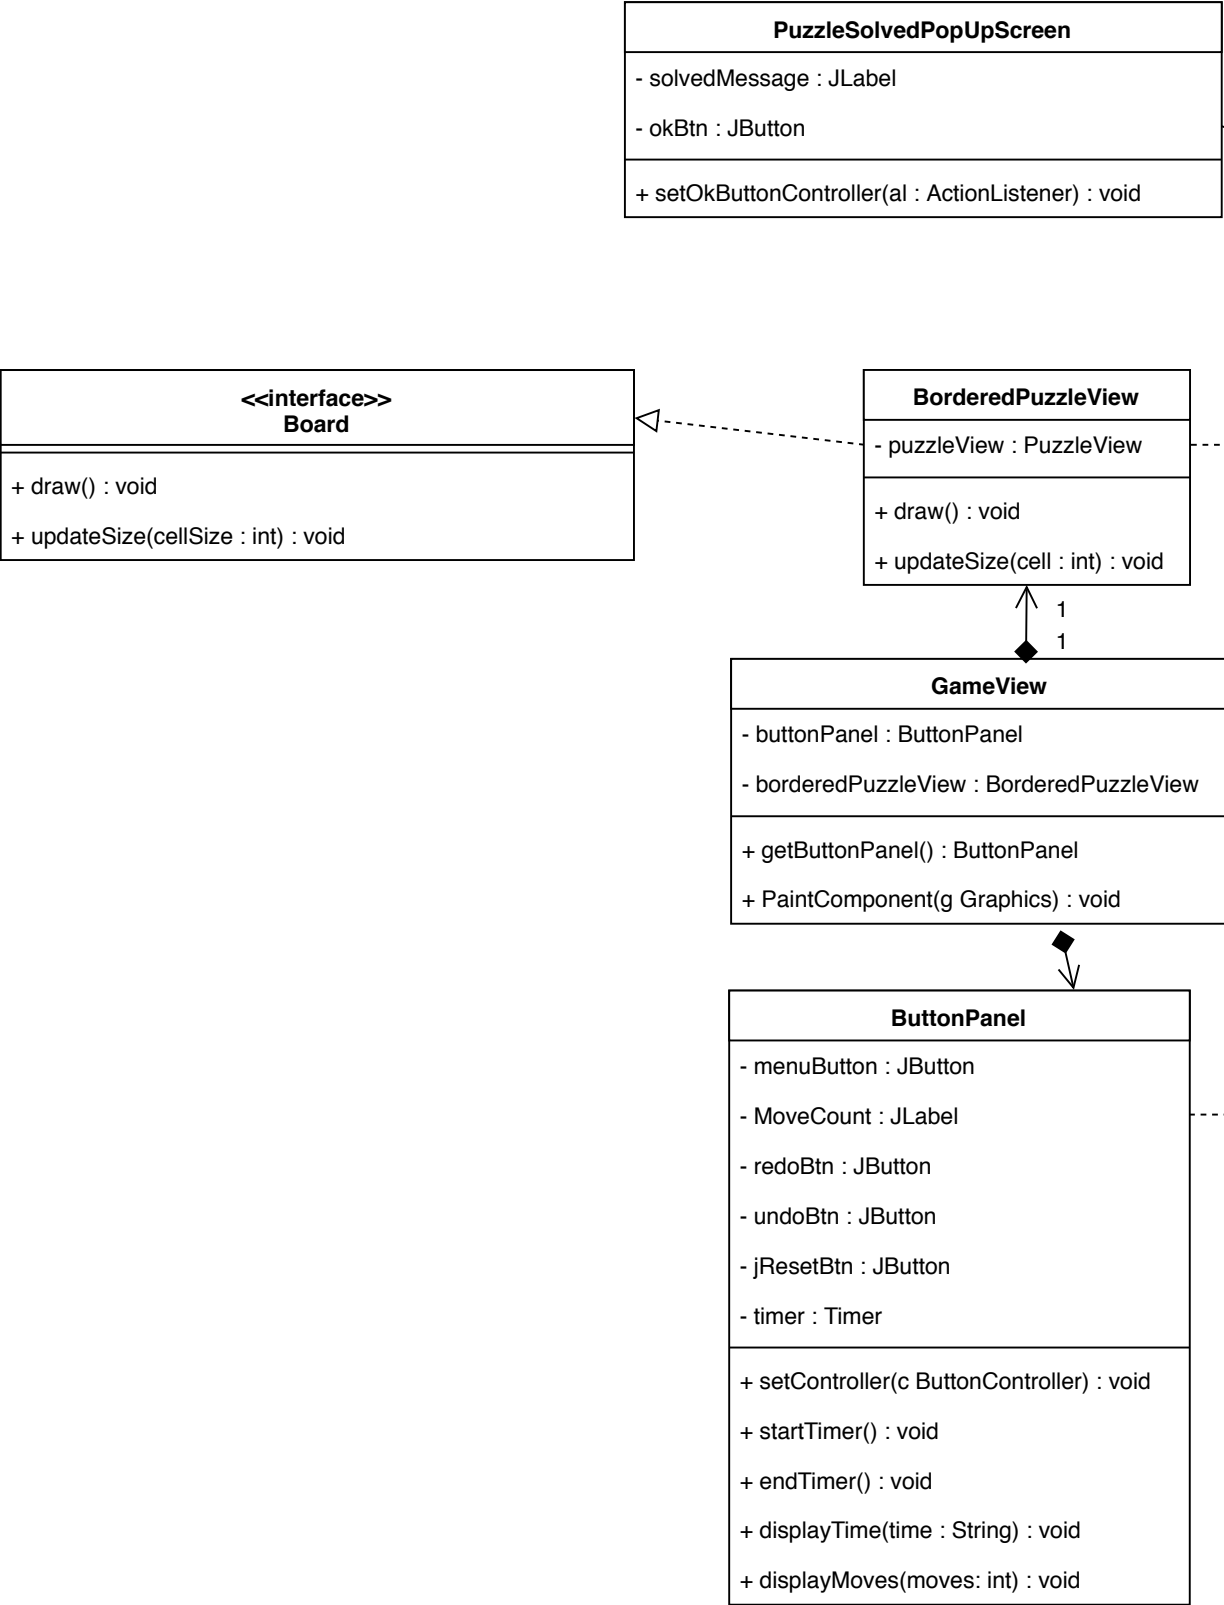 PuzzleSolvedPopUpScreen
- solvedMessage : JLabel
- okBtn : JButton
+ setOkButtonController(al : ActionListener) : void
<<interface>>
Board
+ draw() : void
+ updateSize(cellSize : int) : void
BorderedPuzzleView
- puzzleView : PuzzleView
+ draw() : void
+ updateSize(cell : int) : void
1
1
GameView
- buttonPanel : ButtonPanel
- borderedPuzzleView : BorderedPuzzleView
+ getButtonPanel() : ButtonPanel
+ PaintComponent(g Graphics) : void
ButtonPanel
- menuButton : JButton
- MoveCount : JLabel
- redoBtn : JButton
- undoBtn : JButton
- jResetBtn : JButton
- timer : Timer
+ setController(c ButtonController) : void
+ startTimer() : void
+ endTimer() : void
+ displayTime(time : String) : void
+ displayMoves(moves: int) : void